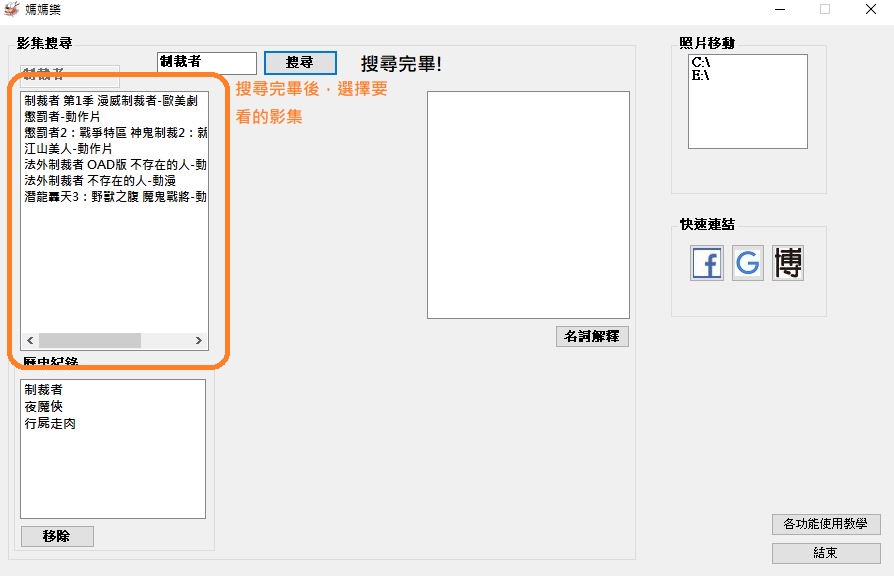 媽媽樂
影集搜尋
制裁者
搜尋
搜尋完畢!
制裁者
搜尋完畢後，選擇要
看的影集
制裁者 第1季 漫威制裁者-歐美劇
懲罰者-動作片
懲罰者2：戰爭特區 神鬼制裁2：就
江山美人-動作片
法外制裁者 OAD版 不存在的人-動
法外制裁者 不存在的人-動漫
潛龍轟天3：野獸之腹 魔鬼戰將-動
名詞解釋
歷史紀錄
制裁者
夜魔俠
行屍走肉
移除
照片移動
C:\
E:\
快速連結
f
G
博
各功能使用教學
結束